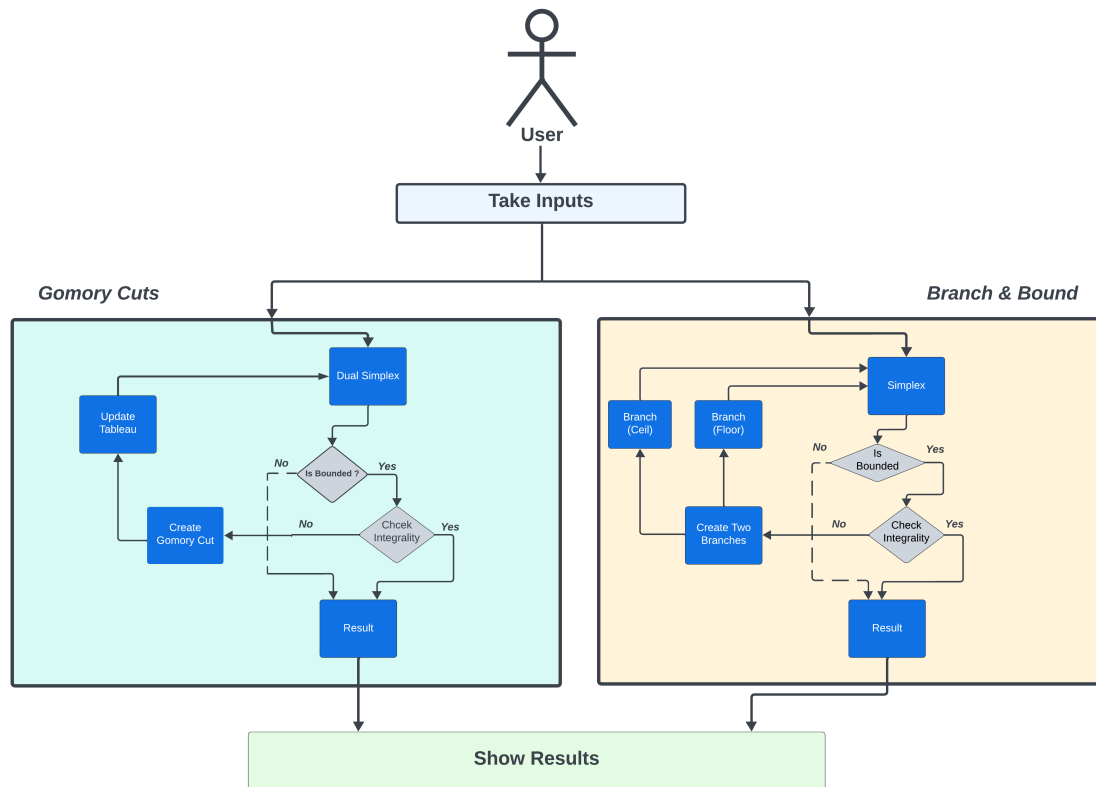 User
Take Inputs
Gomory Cuts
Branch & Bound
Dual Simplex
Update
Tableau
No
Is Bounded ?
Yes
Create
Gomory Cut
No
Chcek
Integrality
Yes
Result
Simplex
Branch
(Ceil)
Branch
(Floor)
No
Is
Bounded
Yes
Create Two
Branches
No
Check
Integrality
Yes
Result
Show Results